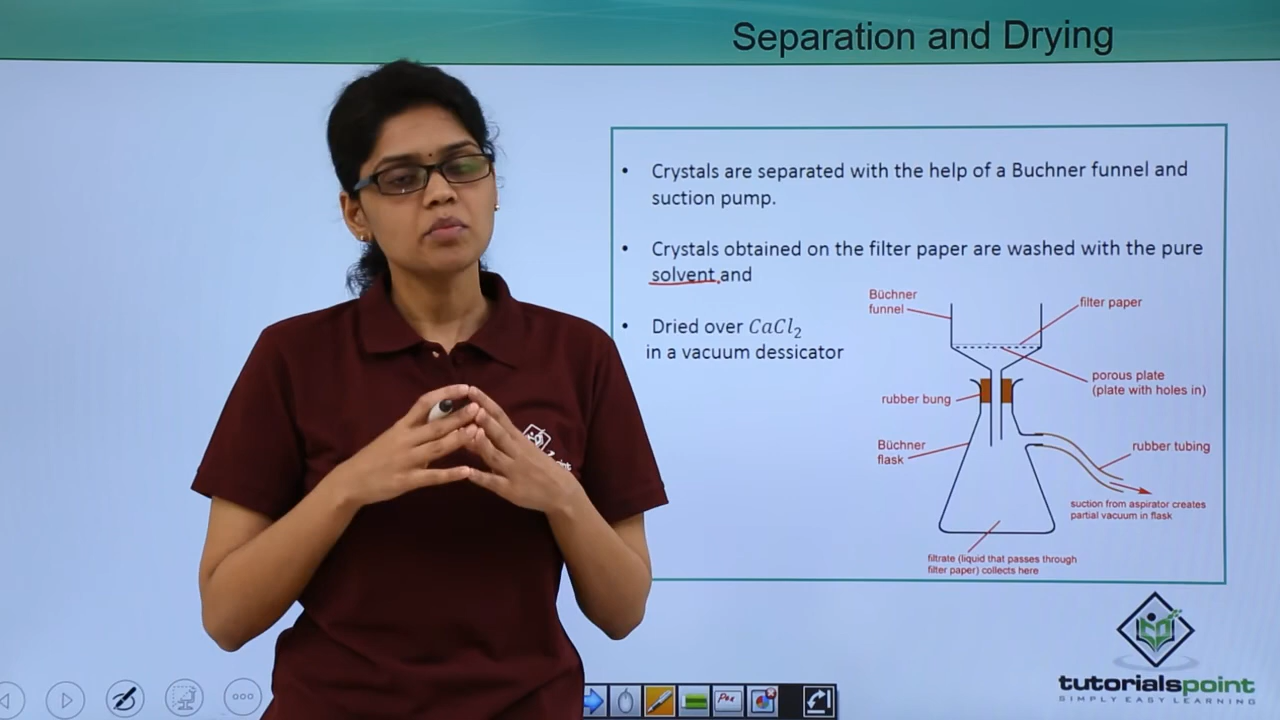 Separation and Drying
• Crystals are separated with the help of a Buchner funnel and
suction pump.
• Crystals obtained on the filter paper are washed with the pure
solvent and
• Dried over CaCl₂
in a vacuum dessicator
Büchner
funnel
filter paper
porous plate
(plate with holes in)
rubber bung
Büchner
flask
rubber tubing
suction from aspirator creates
partial vacuum in flask
filtrate (liquid that passes through
filter paper) collects here
tutorialspoint
SIMPLY EASY LEARNING